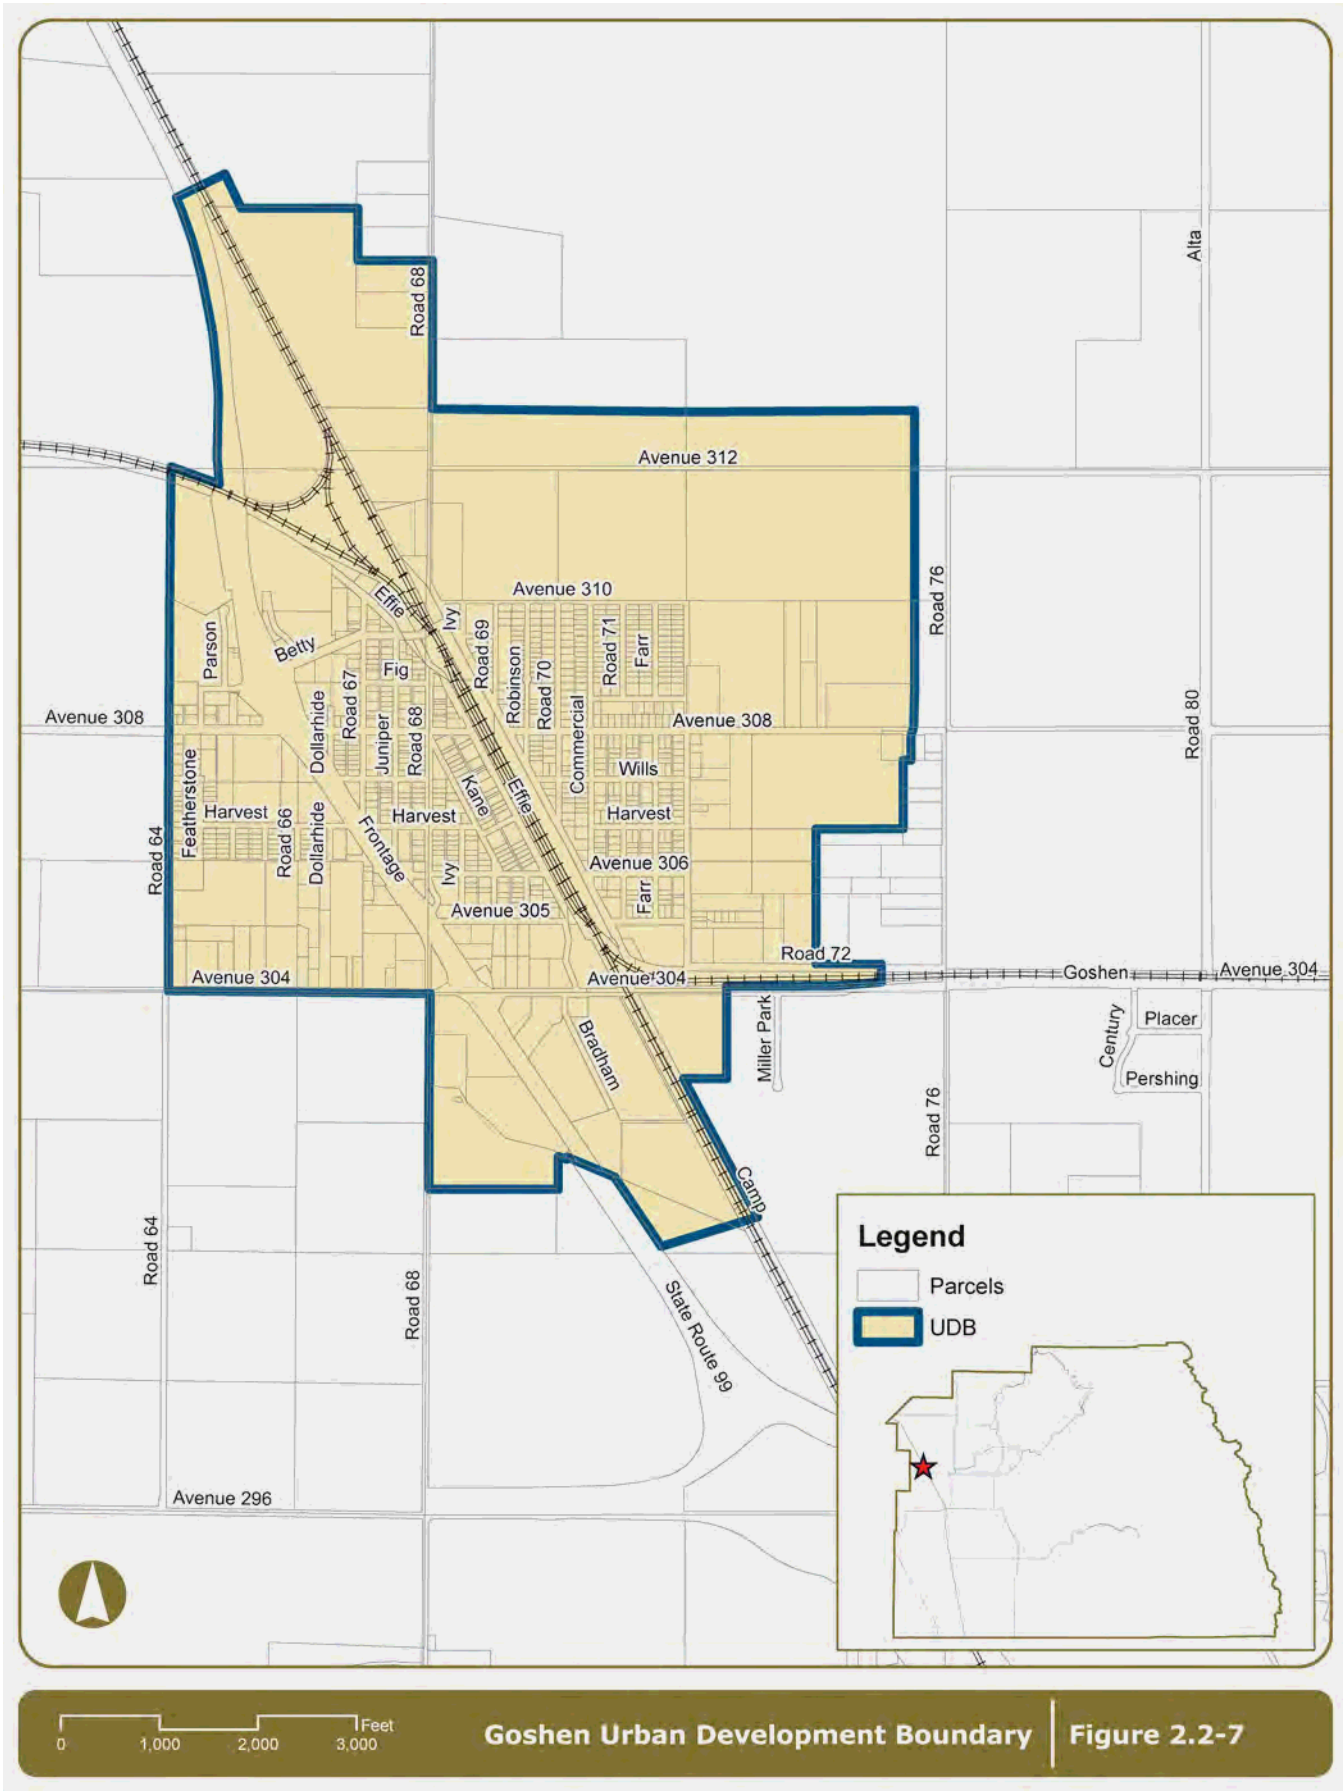 Alta
Road 68
Avenue 312
Road 76
Avenue 310
Effie
Ivy
Road 69
Robinson
Road 70
Road 71
Farr
Parson
Betty
Fig
Road 67
Dollarhide
Juniper
Road 68
Commercial
Avenue 308
Avenue 308
Road 80
Featherstone
Wills
Kane
Effie
Harvest
Harvest
Harvest
Road 66
Dollarhide
Frontage
Road 64
Ivy
Avenue 306
Farr
Avenue 305
Road 72
Avenue 304
Avenue 304
Goshen
Avenue 304
Bradham
Miller Park
Century
Placer
Pershing
Road 76
Camp
Road 64
Road 68
State Route 99
Avenue 296
Legend
Parcels
UDB
0 1,000 2,000 3,000 Feet
Goshen Urban Development Boundary Figure 2.2-7